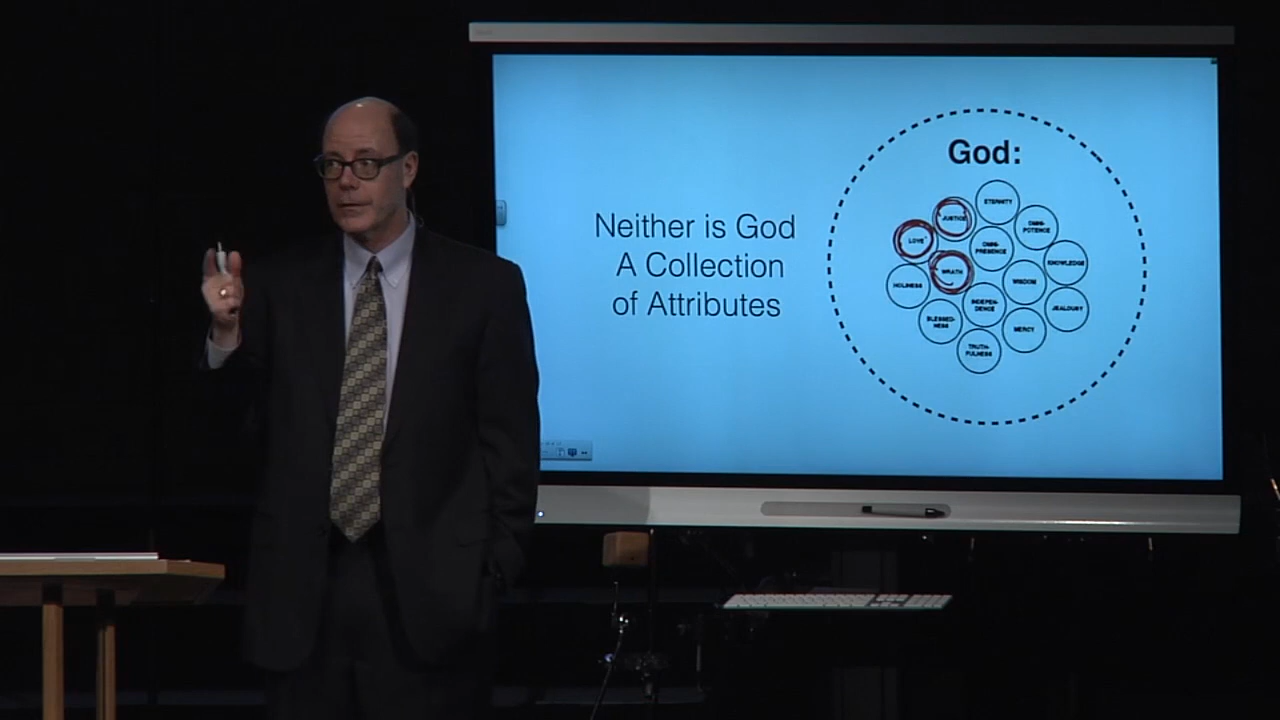 God:
Neither is God
A Collection
of Attributes
ETERNITY
JUSTICE
OMNI-
POTENCE
LOVE
OMNI-
PRESENCE
KNOWLEDGE
WRATH
WISDOM
HOLINESS
INDEPEN-
DENCE
JEALOUSY
BLESSED-
NESS
MERCY
TRUTH-
FULNESS